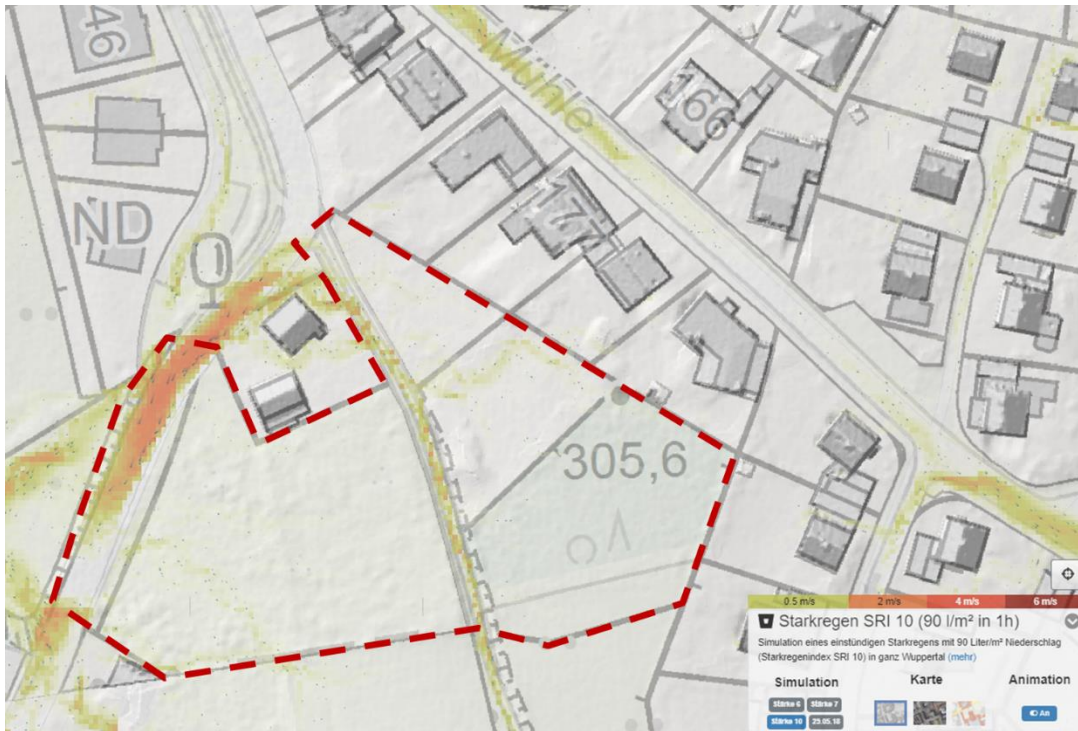 46
Mühle
166
ND
177
305,6
0.5 m/s 2 m/s 4 m/s 6 m/s
Starkregen SRI 10 (90 l/m² in 1h)
Simulation eines einstündigen Starkregens mit 90 Liter/m² Niederschlag
(Starkregenindex SRI 10) in ganz Wuppertal (mehr)
Simulation Karte Animation
Stärke 6 Stärke 7
Stärke 10 29.05.18
An